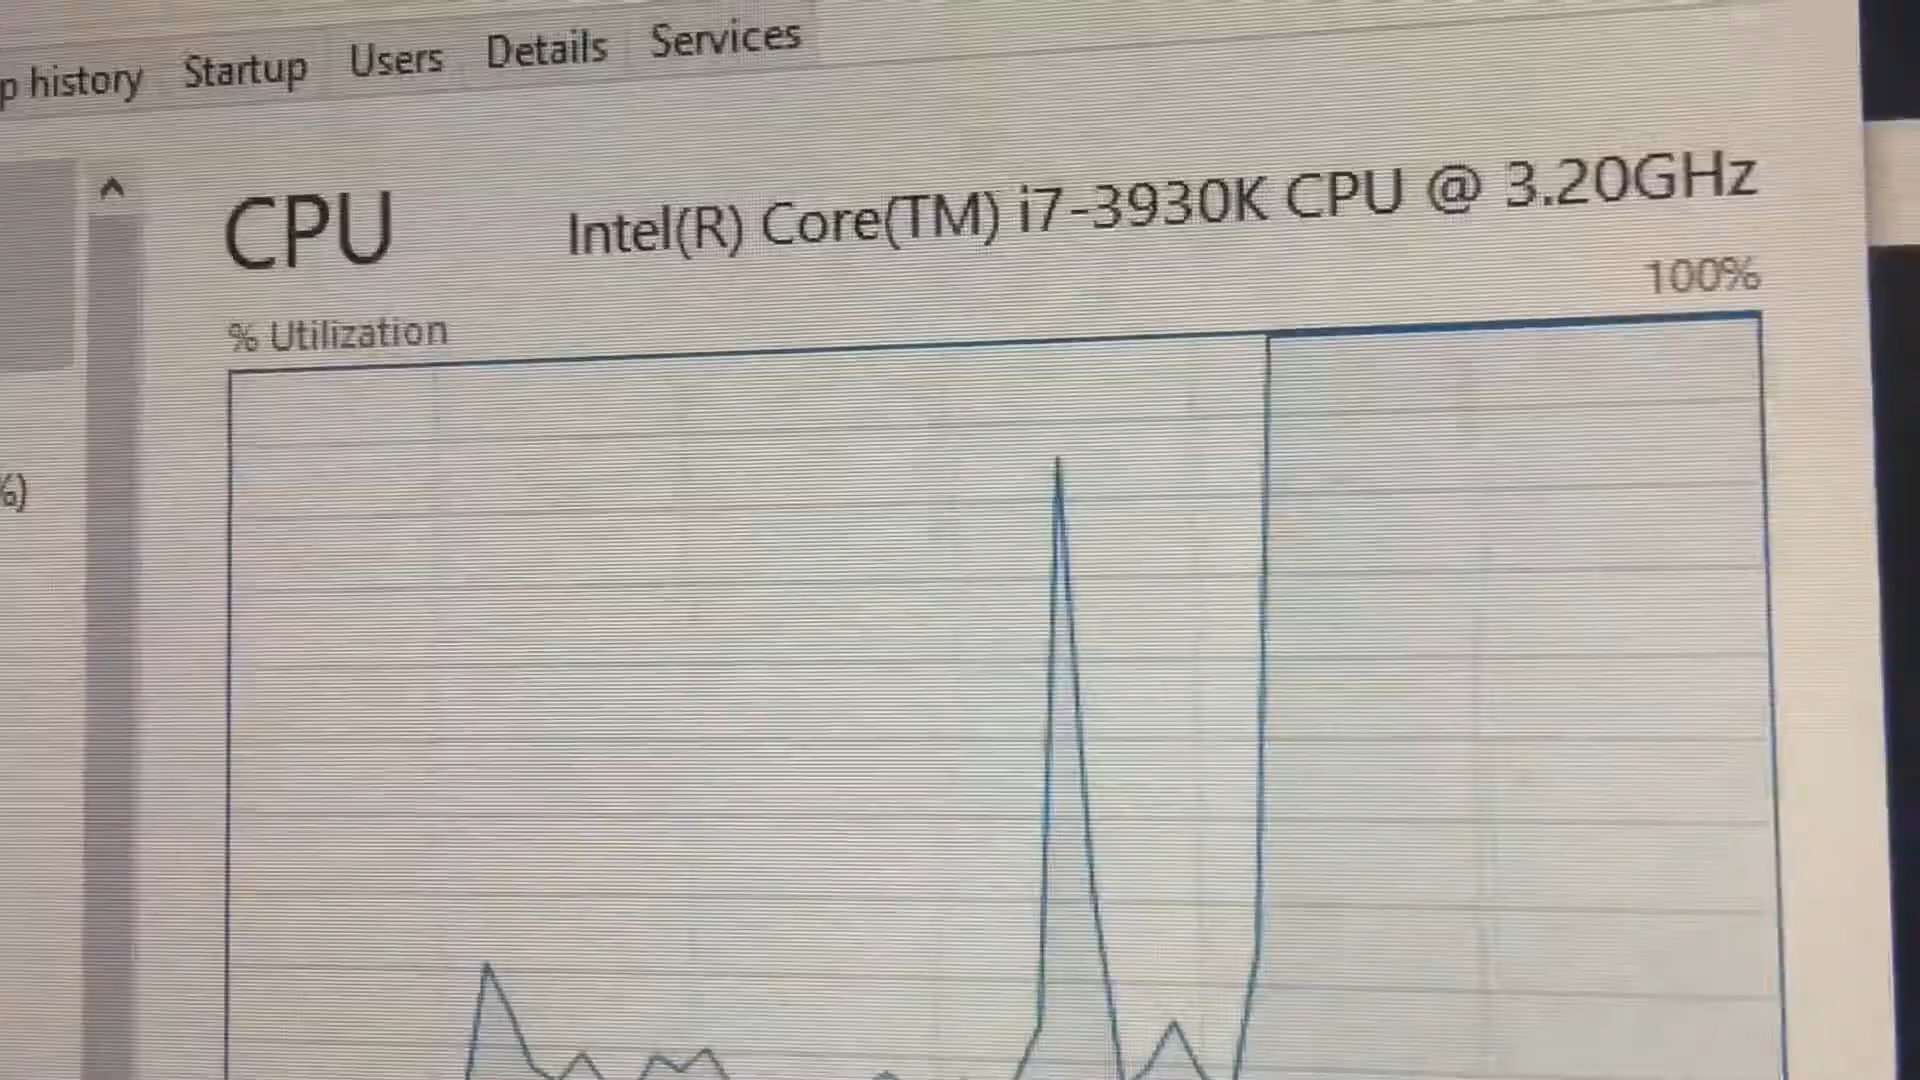 p history Startup Users Details Services
CPU Intel(R) Core(TM) i7-3930K CPU @ 3.20GHz
% Utilization 100%
%)